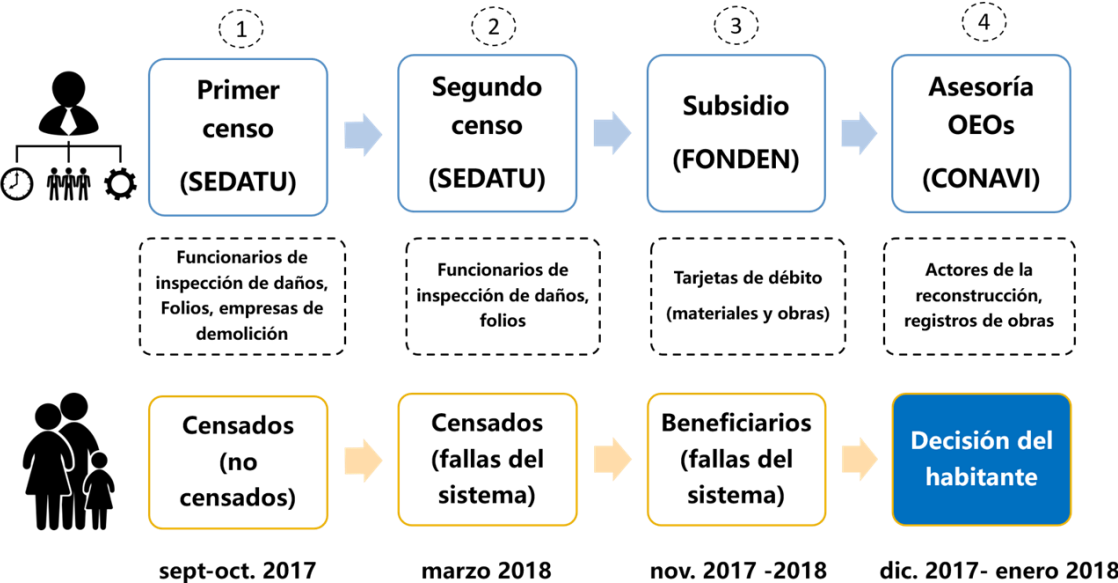 1
2
3
4
Primer
censo
(SEDATU)
Segundo
censo
(SEDATU)
Subsidio
(FONDEN)
Asesoría
OEOs
(CONAVI)
Funcionarios de
inspección de daños,
Folios, empresas de
demolición
Funcionarios de
inspección de daños,
folios
Tarjetas de débito
(materiales y obras)
Actores de la
reconstrucción,
registros de obras
Censados
(no
censados)
Censados
(fallas del
sistema)
Beneficiarios
(fallas del
sistema)
Decisión del
habitante
sept-oct. 2017
marzo 2018
nov. 2017 -2018
dic. 2017- enero 2018